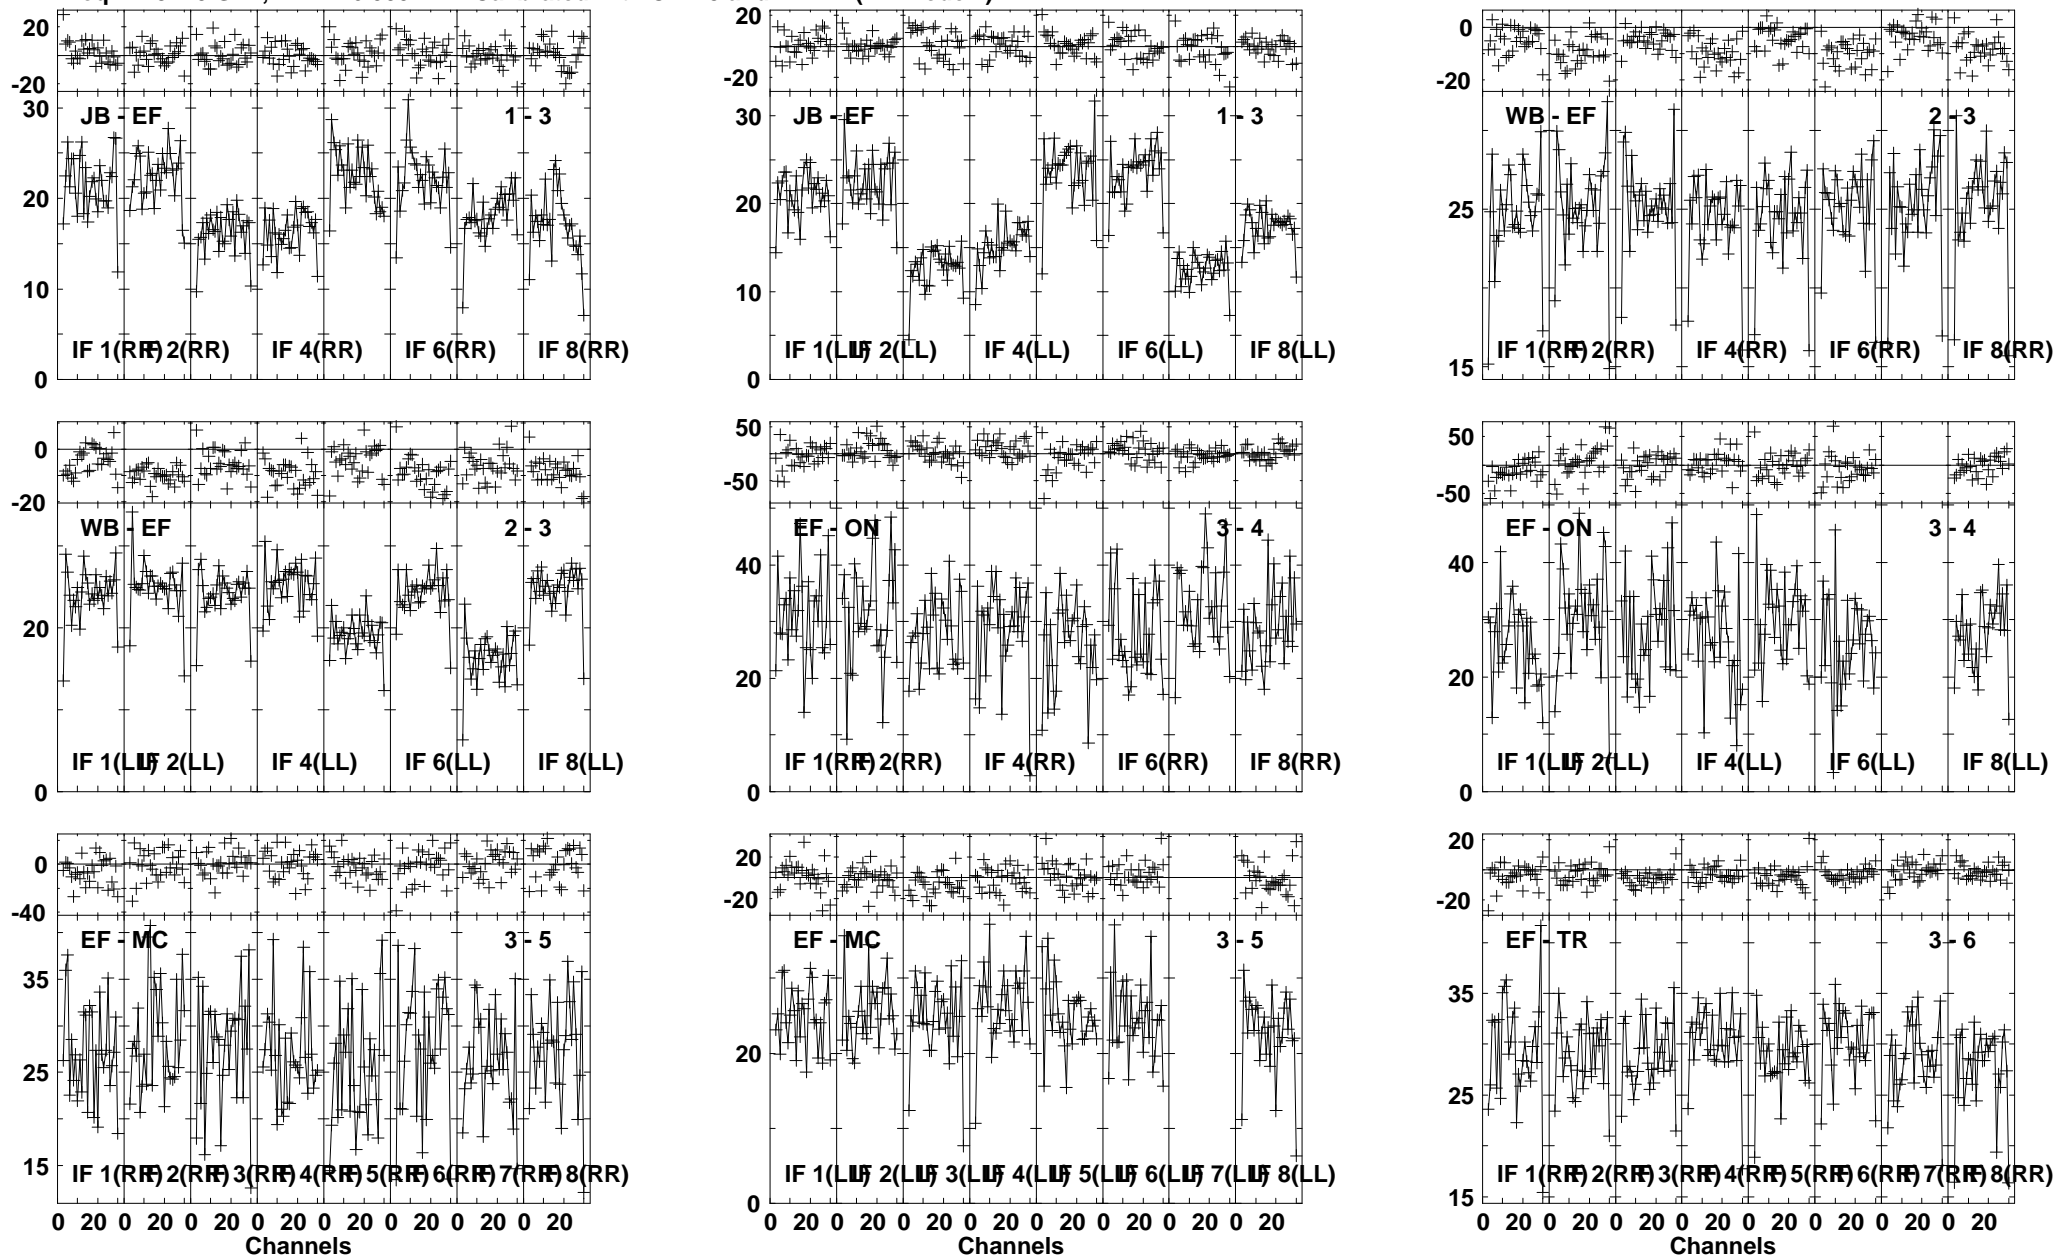 20
-20
30
20
10
0
JB - EF
1 - 3
IF 1(RR)
IF 2(RR)
IF 4(RR)
IF 6(RR)
IF 8(RR)
20
-20
30
20
10
0
JB - EF
1 - 3
IF 1(LL)
IF 2(LL)
IF 4(LL)
IF 6(LL)
IF 8(LL)
0
-20
25
15
WB - EF
2 - 3
IF 1(RR)
IF 2(RR)
IF 4(RR)
IF 6(RR)
IF 8(RR)
0
-20
20
0
WB - EF
2 - 3
IF 1(LL)
IF 2(LL)
IF 4(LL)
IF 6(LL)
IF 8(LL)
50
-50
40
20
0
EF - ON
3 - 4
IF 1(RR)
IF 2(RR)
IF 4(RR)
IF 6(RR)
IF 8(RR)
50
-50
40
20
0
EF - ON
3 - 4
IF 1(LL)
IF 2(LL)
IF 4(LL)
IF 6(LL)
IF 8(LL)
0
-40
35
25
15
EF - MC
3 - 5
IF 1(RR)
IF 2(RR)
IF 3(RR)
IF 4(RR)
IF 5(RR)
IF 6(RR)
IF 7(RR)
IF 8(RR)
0 20 0 20 0 20 0 20 0 20 0 20 0 20 0 20
Channels
20
-20
20
0
EF - MC
3 - 5
IF 1(LL)
IF 2(LL)
IF 3(LL)
IF 4(LL)
IF 5(LL)
IF 6(LL)
IF 7(LL)
IF 8(LL)
0 20 0 20 0 20 0 20 0 20 0 20 0 20 0 20
Channels
20
-20
35
25
15
EF - TR
3 - 6
IF 1(RR)
IF 2(RR)
IF 3(RR)
IF 4(RR)
IF 5(RR)
IF 6(RR)
IF 7(RR)
IF 8(RR)
0 20 0 20 0 20 0 20 0 20 0 20 0 20 0 20
Channels